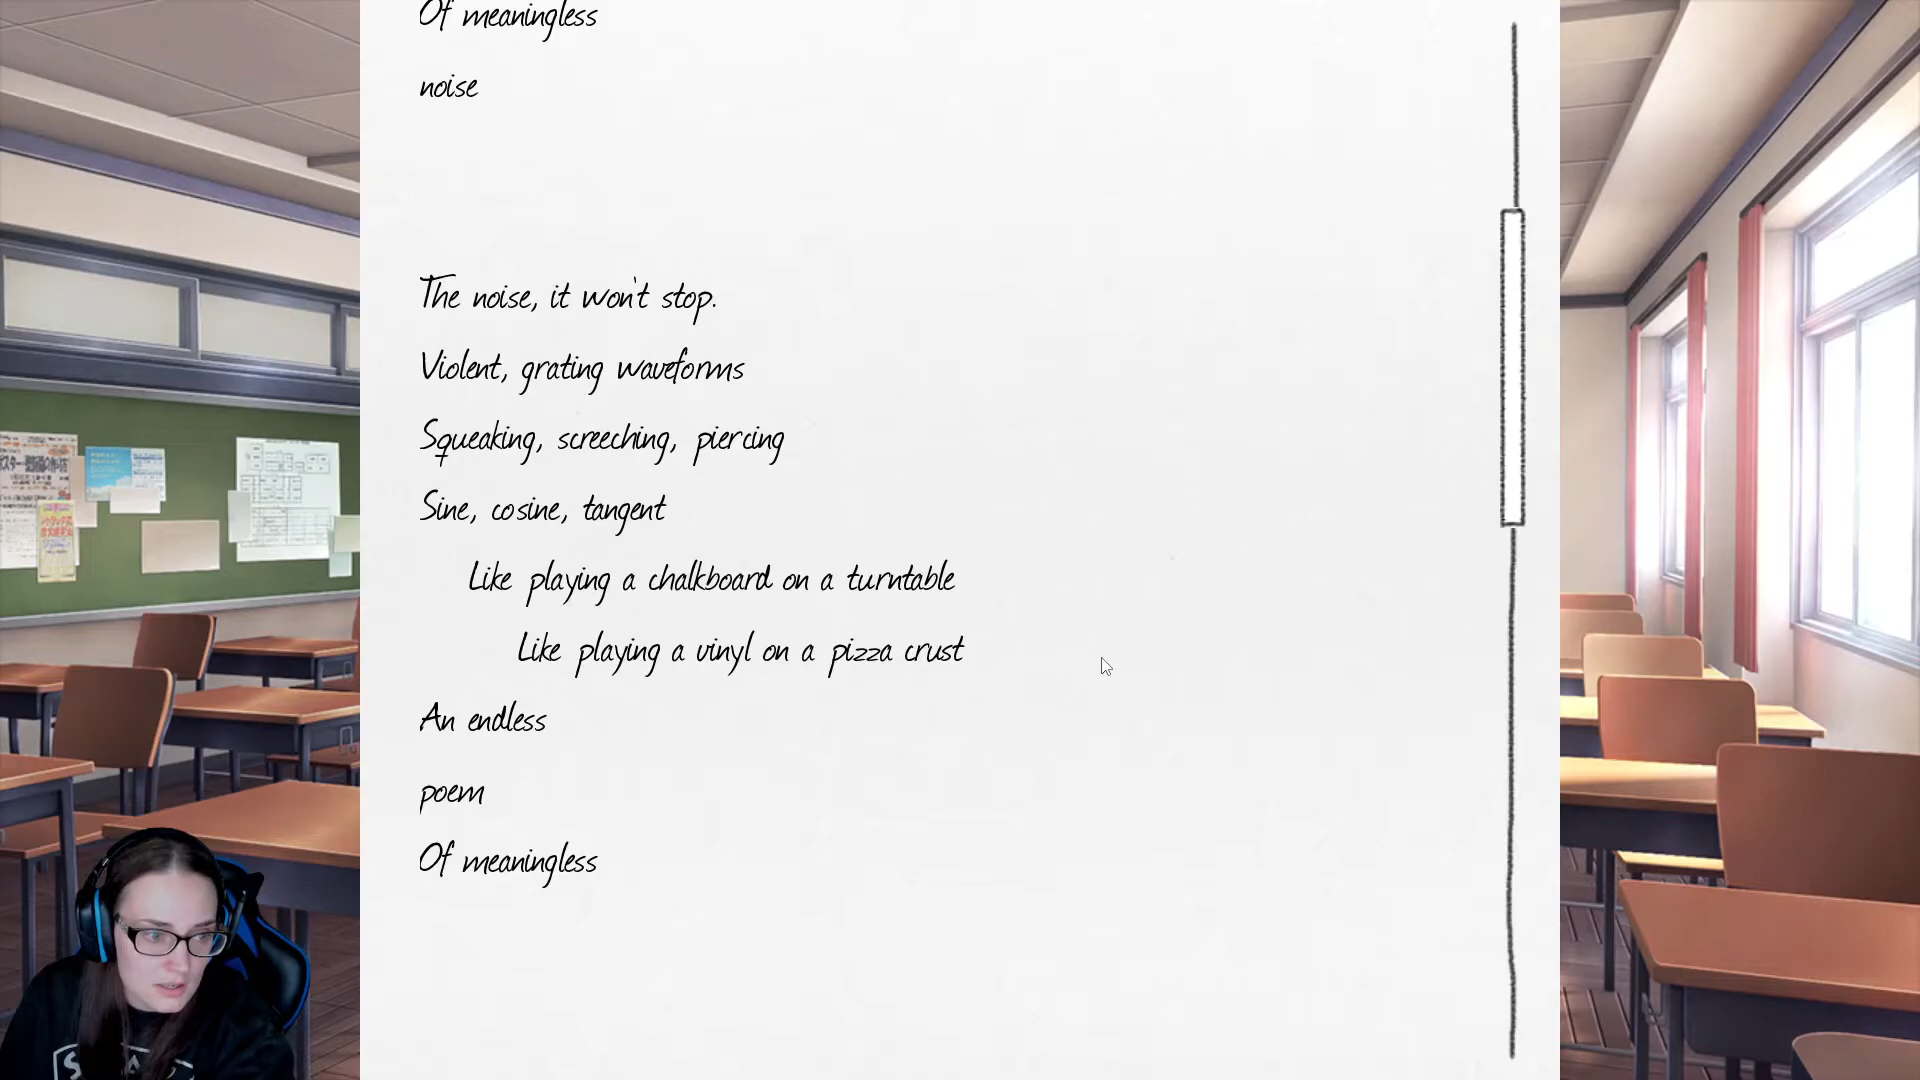 Of meaningless
noise
The noise, it won't stop.
Violent, grating waveforms
Squeaking, screeching, piercing
Sine, cosine, tangent
Like playing a chalkboard on a turntable
Like playing a vinyl on a pizza crust
An endless
poem
Of meaningless